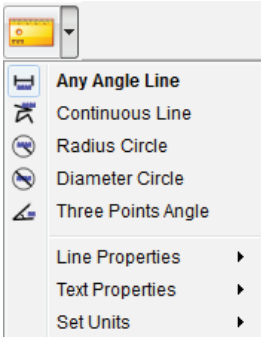 Any Angle Line
Continuous Line
Radius Circle
Diameter Circle
Three Points Angle
Line Properties
Text Properties
Set Units